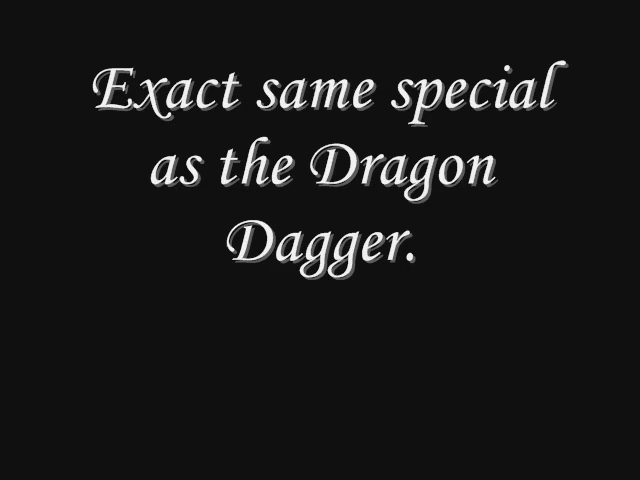 Exact same special
as the Dragon
Dagger.